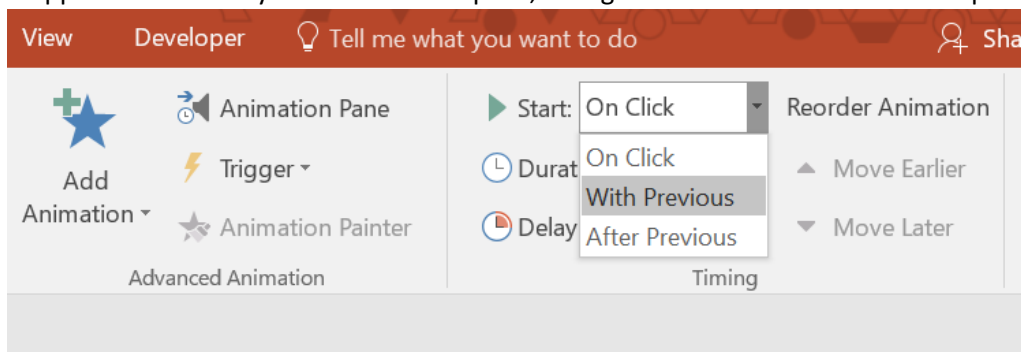 View Developer Tell me what you want to do Sha
Animation Pane Start: On Click Reorder Animation
Add Trigger Durat On Click Move Earlier
With Previous
Animation Animation Painter Delay After Previous Move Later
Advanced Animation Timing